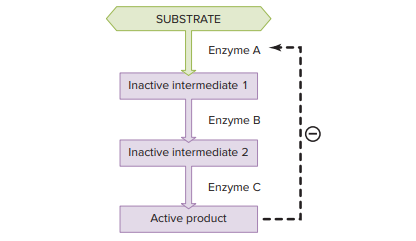 SUBSTRATE
Enzyme A
Inactive intermediate 1
Enzyme B
Inactive intermediate 2
Enzyme C
Active product